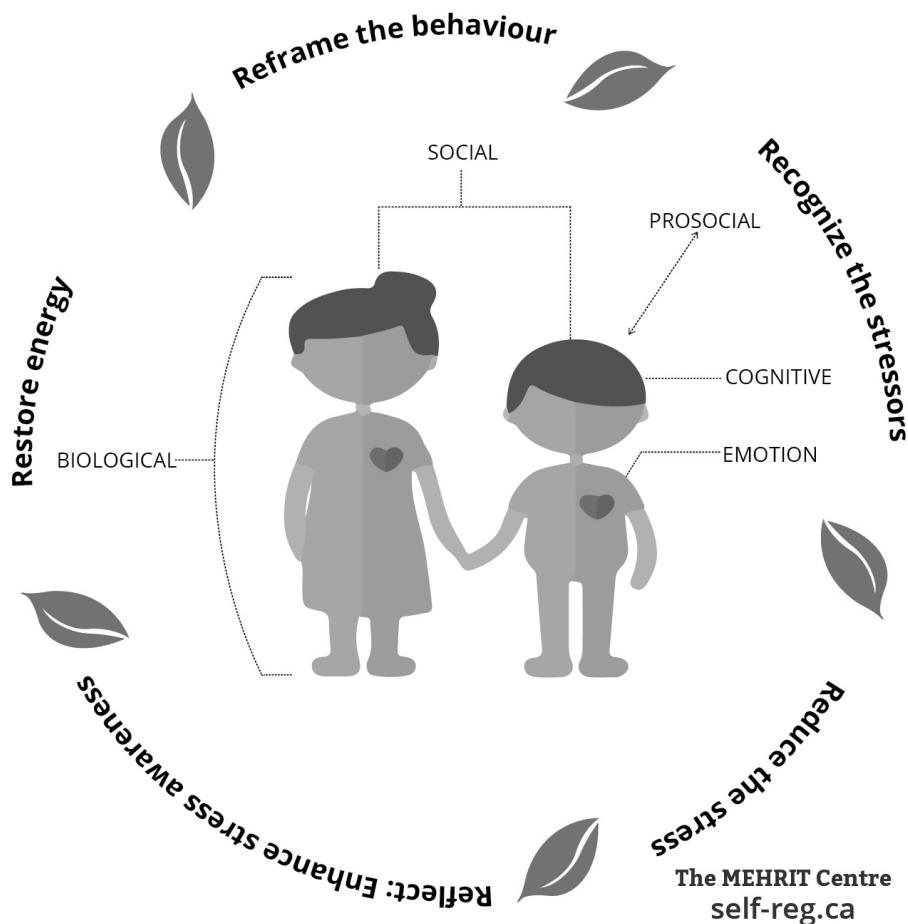 Reframe the behaviour
Recognize the stressors
Reduce the stress
Reflect: Enhance stress awareness
Restore energy
SOCIAL
PROSOCIAL
COGNITIVE
EMOTION
BIOLOGICAL
The MEHRIT Centre
self-reg.ca